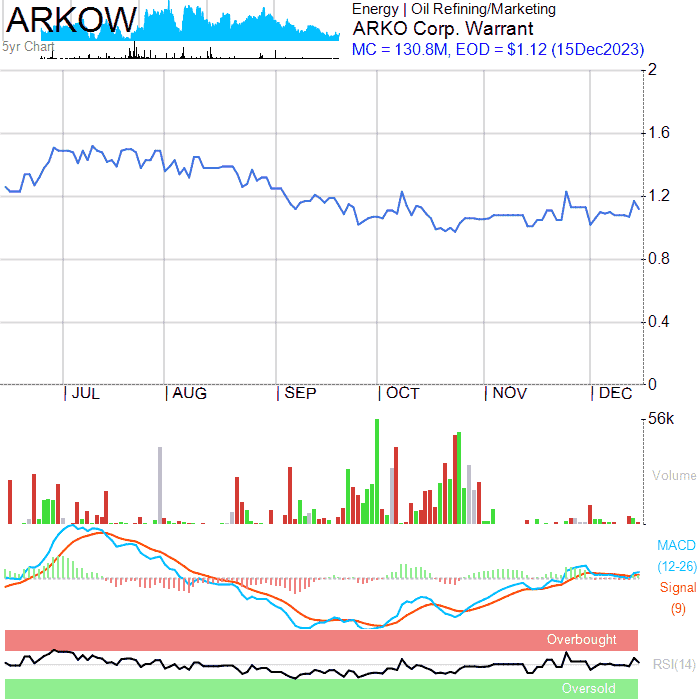 ARKOW
5yr Chart
Energy | Oil Refining/Marketing
ARKO Corp. Warrant
MC = 130.8M, EOD = $1.12 (15Dec2023)
2
1.6
1.2
0.8
0.4
0
JUL AUG SEP OCT NOV DEC
56k
Volume
MACD
(12-26)
Signal
(9)
Overbought
RSI(14)
Oversold